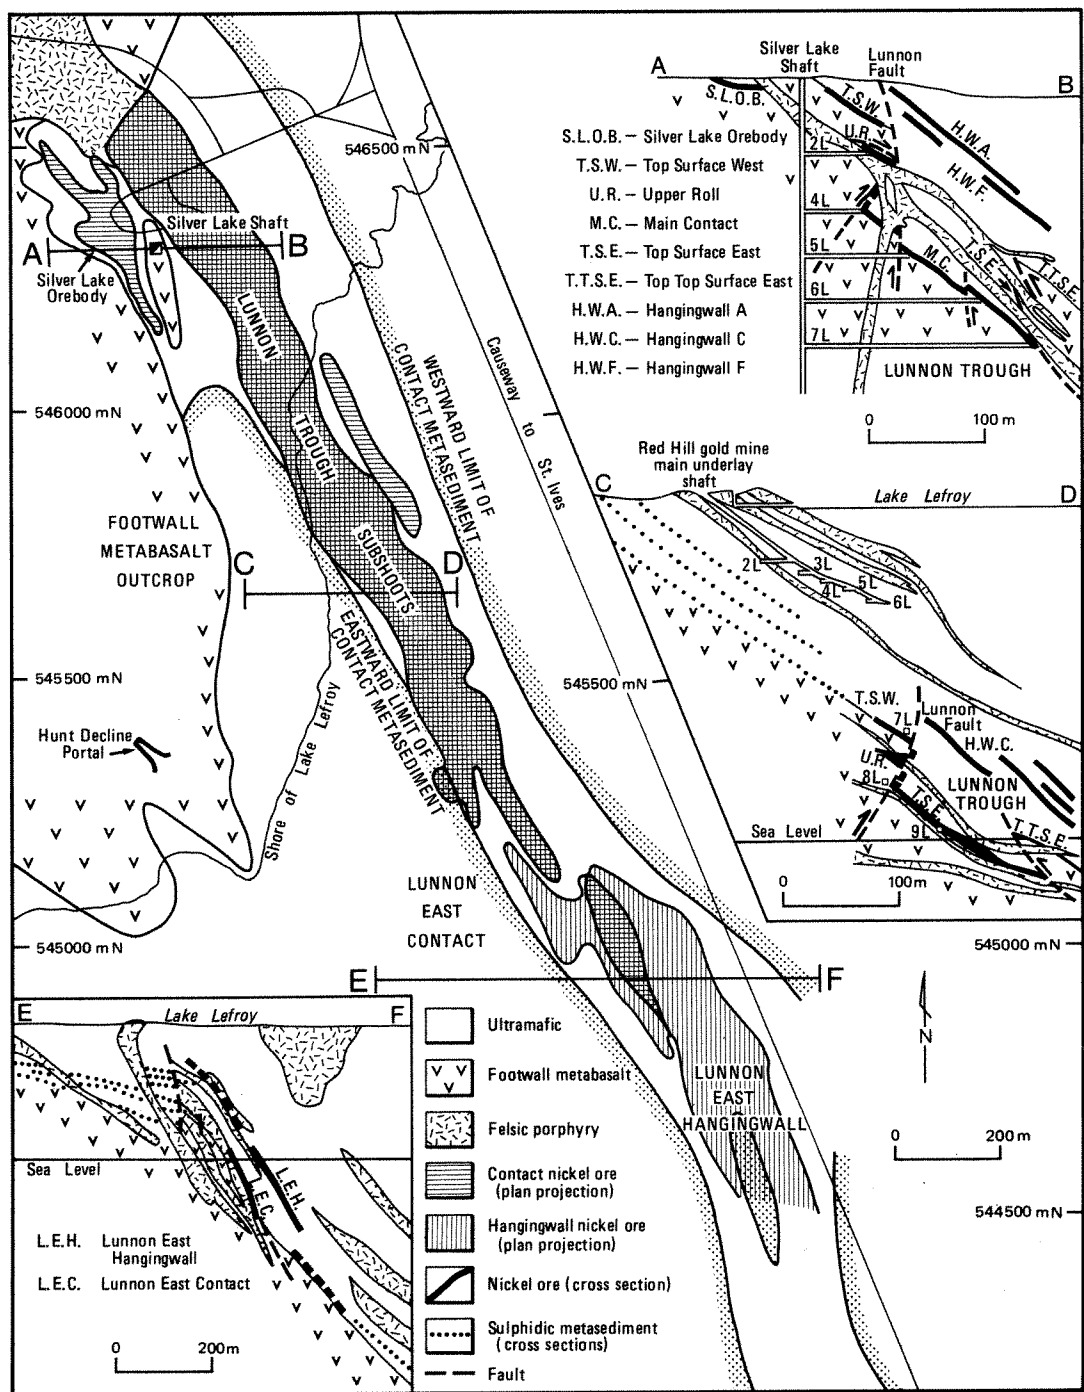 Silver Lake
Shaft
Lunnon
Fault
A
B
S.L.O.B.
T.S.W.
U.R.
H.W.A.
H.W.F.
2L
4L
5L
6L
7L
M.C.
T.S.E.
T.T.S.E.
LUNNON TROUGH
0 100 m
S.L.O.B. — Silver Lake Orebody
T.S.W. — Top Surface West
U.R. — Upper Roll
M.C. — Main Contact
T.S.E. — Top Surface East
T.T.S.E. — Top Top Surface East
H.W.A. — Hangingwall A
H.W.C. — Hangingwall C
H.W.F. — Hangingwall F
546500 mN
Silver Lake Shaft
A
B
Silver Lake
Orebody
LUNNON
TROUGH
SUBSHOOTS
WESTWARD LIMIT OF
CONTACT METASEDIMENT
Causeway to St. Ives
546000 mN
FOOTWALL
METABASALT
OUTCROP
C
D
EASTWARD LIMIT OF
CONTACT METASEDIMENT
545500 mN
545500 mN
Hunt Decline
Portal
Shore of Lake Lefroy
Red Hill gold mine
main underlay
shaft
C
Lake Lefroy
D
2L
3L
4L
5L
6L
T.S.W.
7L
Lunnon
Fault
H.W.C.
U.R.
8L
LUNNON
TROUGH
T.S.E.
T.T.S.E.
Sea Level
9L
0 100m
LUNNON
EAST
CONTACT
545000 mN
545000 mN
E
F
N
LUNNON
EAST
HANGINGWALL
0 200 m
544500 mN
E
Lake Lefroy
F
Sea Level
L.E.H.
L.E.C.
L.E.H. Lunnon East
Hangingwall
L.E.C. Lunnon East Contact
0 200m
Ultramafic
Footwall metabasalt
Felsic porphyry
Contact nickel ore
(plan projection)
Hangingwall nickel ore
(plan projection)
Nickel ore (cross section)
Sulphidic metasediment
(cross sections)
Fault